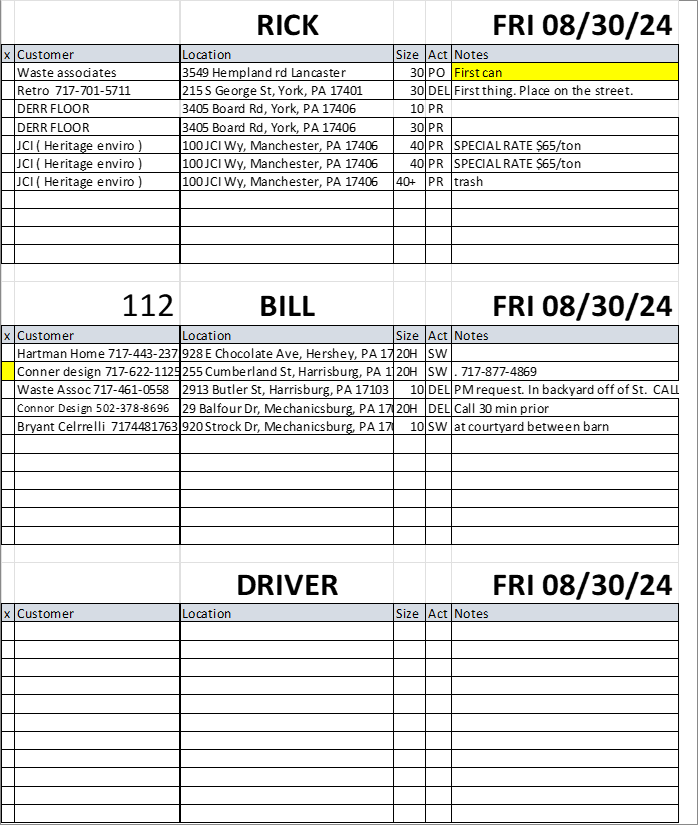 RICK FRI 08/30/24
x Customer Location Size Act Notes
Waste associates 3549 Hempland rd Lancaster 30 PO First can
Retro 717-701-5711 215 S George St, York, PA 17401 30 DEL First thing. Place on the street.
DERR FLOOR 3405 Board Rd, York, PA 17406 10 PR
DERR FLOOR 3405 Board Rd, York, PA 17406 30 PR
JCI ( Heritage enviro ) 100 JCI Wy, Manchester, PA 17406 40 PR SPECIAL RATE $65/ton
JCI ( Heritage enviro ) 100 JCI Wy, Manchester, PA 17406 40 PR SPECIAL RATE $65/ton
JCI ( Heritage enviro ) 100 JCI Wy, Manchester, PA 17406 40+ PR trash
112 BILL FRI 08/30/24
x Customer Location Size Act Notes
Hartman Home 717-443-237 928 E Chocolate Ave, Hershey, PA 17 20H SW
Conner design 717-622-1125 255 Cumberland St, Harrisburg, PA 1 20H SW . 717-877-4869
Waste Assoc 717-461-0558 2913 Butler St, Harrisburg, PA 17103 10 DEL PM request. In backyard off of St. CALL
Connor Design 502-378-8696 29 Balfour Dr, Mechanicsburg, PA 17 20H DEL Call 30 min prior
Bryant Celrrelli 7174481763 920 Strock Dr, Mechanicsburg, PA 17 10 SW at courtyard between barn
DRIVER FRI 08/30/24
x Customer Location Size Act Notes